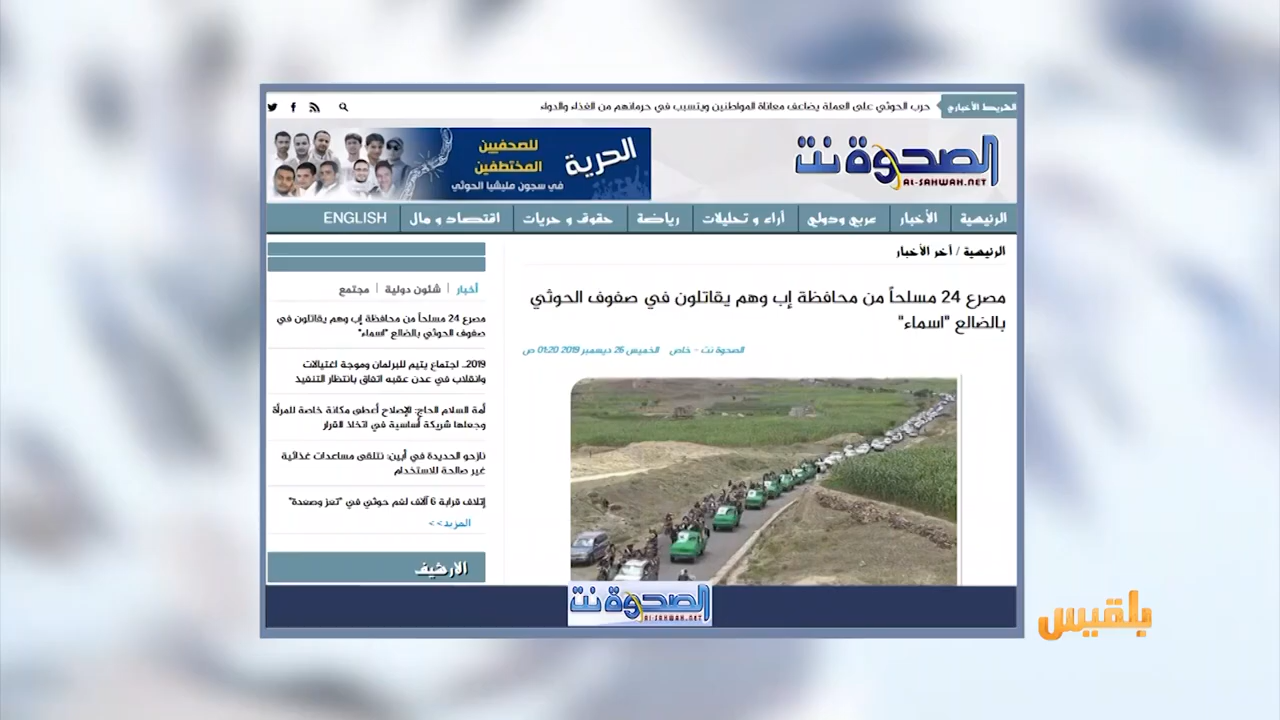 الشريط الأخباري
حرب الحوثي على العملة يضاعف معاناة المواطنين ويتسبب في حرمانهم من الغذاء والدواء
الصحوة نت
AL-SAHWAH.NET
الحرية
للصحفيين
المختطفين
في سجون مليشيا الحوثي
الرئيسية
الأخبار
عربي ودولي
آراء و تحليلات
رياضة
حقوق و حريات
اقتصاد و مال
ENGLISH
الرئيسية / آخر الأخبار
مصرع 24 مسلحاً من محافظة إب وهم يقاتلون في صفوف الحوثي
بالضالع "اسماء"
الصحوة نت - خاص الخميس 26 ديسمبر 2019 01:20 ص
أخبار | شئون دولية | مجتمع
مصرع 24 مسلحاً من محافظة إب وهم يقاتلون في
صفوف الحوثي بالضالع "اسماء"
2019.. اجتماع يتيم للبرلمان وموجة اغتيالات
وانقلاب في عدن عقبه اتفاق بانتظار التنفيذ
أمة السلام الحاج: الإصلاح أعطى مكانة خاصة للمرأة
وجعلها شريكة أساسية في اتخاذ القرار
نازحو الحديدة في أبين: نتلقى مساعدات غذائية
غير صالحة للاستخدام
إتلاف قرابة 6 آلاف لغم حوثي في "تعز وصعدة"
المزيد>>
الارشيف
الصحوة نت
AL-SAHWAH.NET
بلقيس